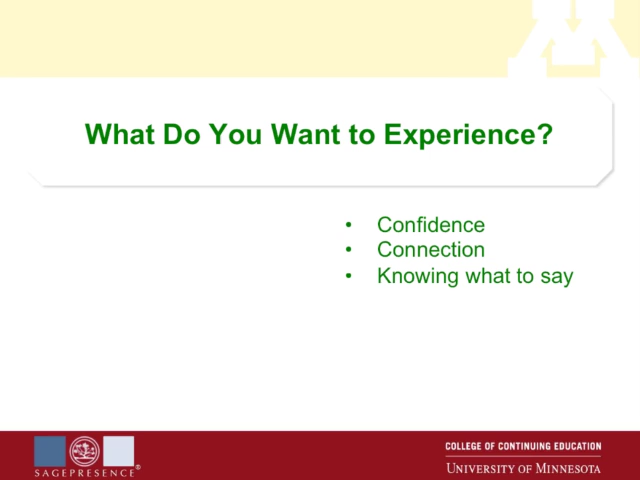 What Do You Want to Experience?
• Confidence
• Connection
• Knowing what to say
SAGEPRESENCE®
COLLEGE OF CONTINUING EDUCATION
UNIVERSITY OF MINNESOTA